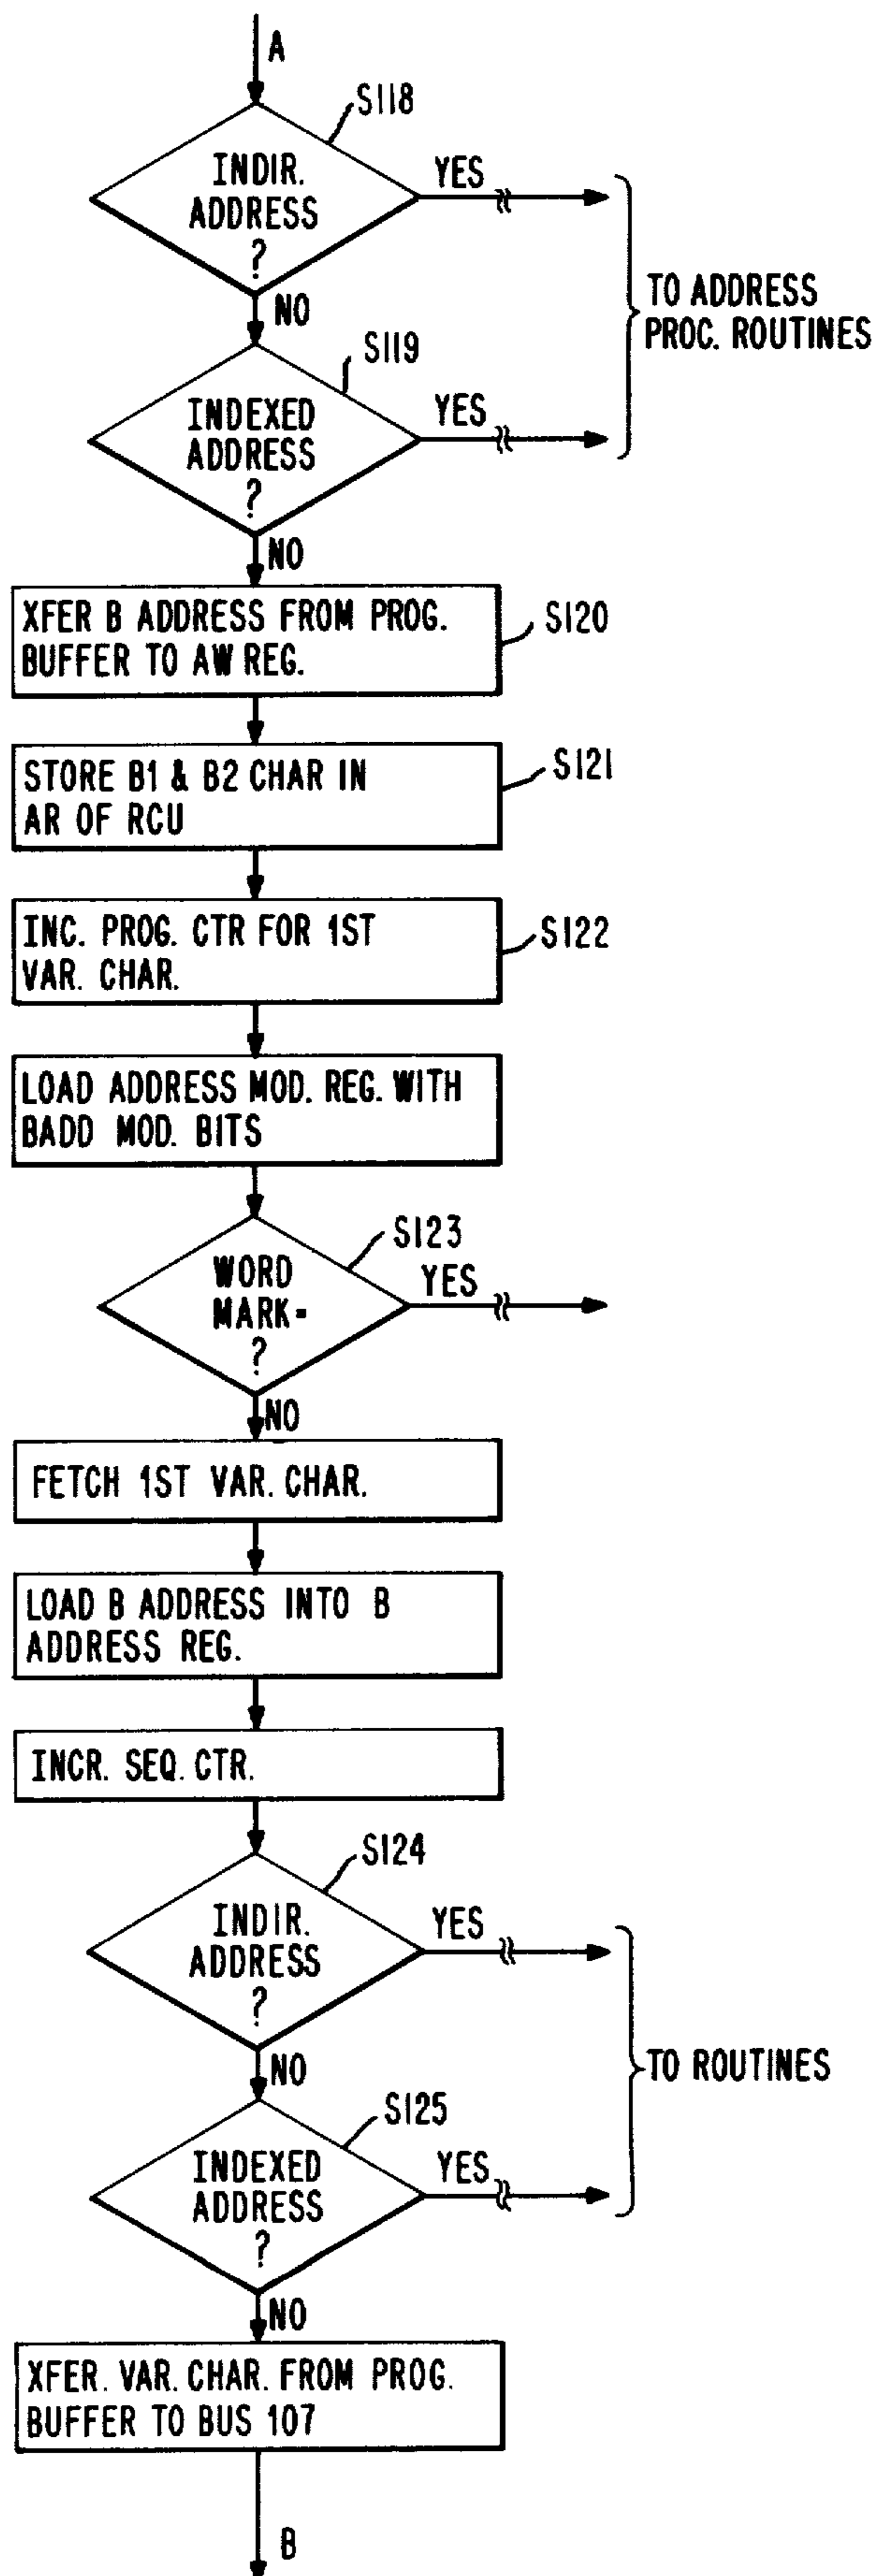 A
S118
INDIR.
ADDRESS
?
YES
NO
TO ADDRESS
PROC. ROUTINES
S119
INDEXED
ADDRESS
?
YES
NO
XFER B ADDRESS FROM PROG.
BUFFER TO AW REG.
S120
STORE B1 & B2 CHAR IN
AR OF RCU
S121
INC. PROG. CTR FOR 1ST
VAR. CHAR.
S122
LOAD ADDRESS MOD. REG. WITH
BADD MOD. BITS
S123
WORD
MARK=
?
YES
NO
FETCH 1ST VAR. CHAR.
LOAD B ADDRESS INTO B
ADDRESS REG.
INCR. SEQ. CTR.
S124
INDIR.
ADDRESS
?
YES
NO
TO ROUTINES
S125
INDEXED
ADDRESS
?
YES
NO
XFER. VAR. CHAR. FROM PROG.
BUFFER TO BUS 107
B